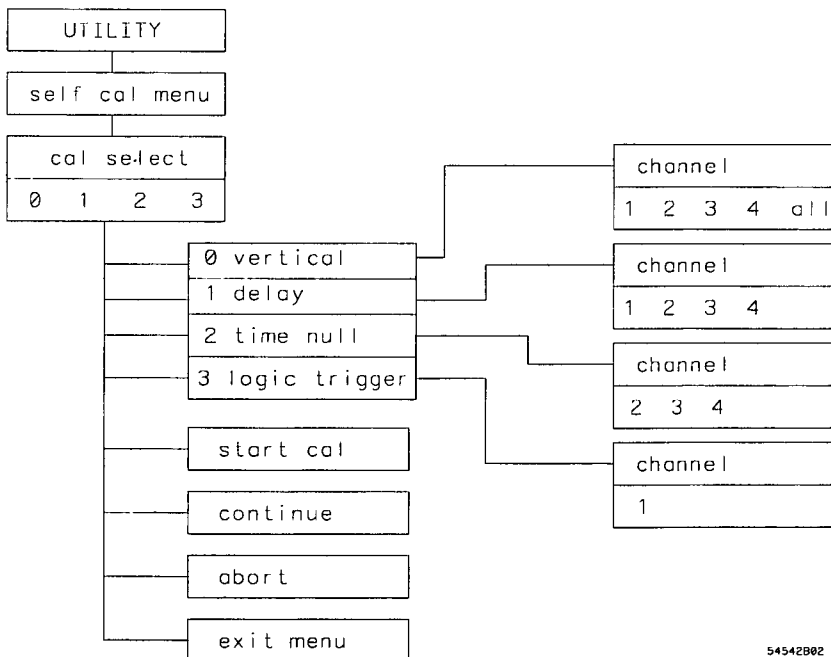 UTILITY
self cal menu
cal select
0 1 2 3
0 vertical
1 delay
2 time null
3 logic trigger
start cal
continue
abort
exit menu
channel
1 2 3 4 all
channel
1 2 3 4
channel
2 3 4
channel
1
54542B02